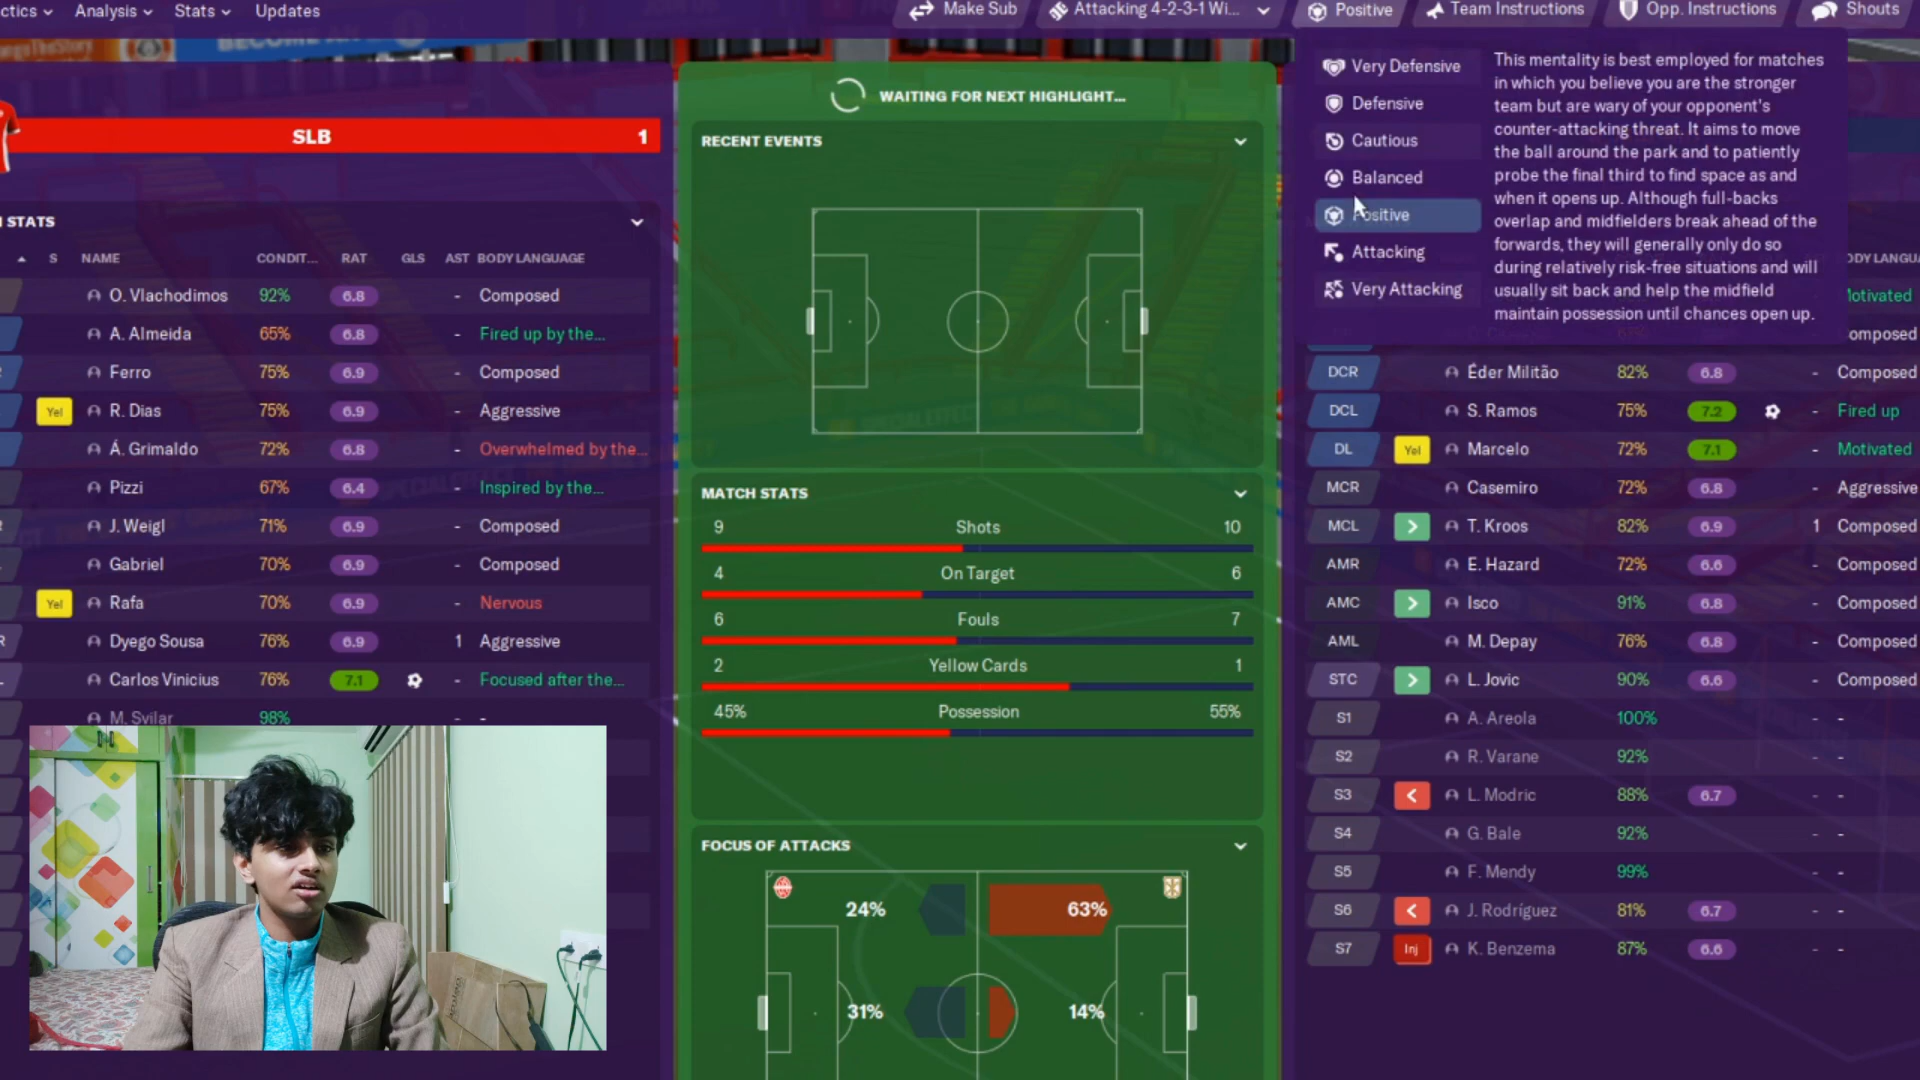 ctics Analysis Stats Updates
Make Sub Attacking 4-2-3-1 Wi... Positive Team Instructions Opp. Instructions Shouts
SLB 1
STATS
S NAME CONDIT... RAT GLS AST BODY LANGUAGE
O. Vlachodimos 92% 6.8 - Composed
A. Almeida 65% 6.8 - Fired up by the...
Ferro 75% 6.9 - Composed
Yel R. Dias 75% 6.9 - Aggressive
Á. Grimaldo 72% 6.8 - Overwhelmed by the...
Pizzi 67% 6.4 - Inspired by the...
J. Weigl 71% 6.9 - Composed
Gabriel 70% 6.9 - Composed
Yel Rafa 70% 6.9 - Nervous
Dyego Sousa 76% 6.9 1 Aggressive
Carlos Vinicius 76% 7.1 - Focused after the...
M. Svilar 98% - -
WAITING FOR NEXT HIGHLIGHT...
RECENT EVENTS
MATCH STATS
9 Shots 10
4 On Target 6
6 Fouls 7
2 Yellow Cards 1
45% Possession 55%
FOCUS OF ATTACKS
24% 63%
31% 14%
Very Defensive
Defensive
Cautious
Balanced
Positive
Attacking
Very Attacking
This mentality is best employed for matches
in which you believe you are the stronger
team but are wary of your opponent's
counter-attacking threat. It aims to move
the ball around the park and to patiently
probe the final third to find space as and
when it opens up. Although full-backs
overlap and midfielders break ahead of the
forwards, they will generally only do so
during relatively risk-free situations and will
usually sit back and help the midfield
maintain possession until chances open up.
ODY LANGUA
Motivated
omposed
DCR Éder Militão 82% 6.8 - Composed
DCL S. Ramos 75% 7.2 - Fired up
DL Yel Marcelo 72% 7.1 - Motivated
MCR Casemiro 72% 6.8 - Aggressive
MCL T. Kroos 82% 6.9 1 Composed
AMR E. Hazard 72% 6.6 - Composed
AMC Isco 91% 6.8 - Composed
AML M. Depay 76% 6.8 - Composed
STC L. Jovic 90% 6.6 - Composed
S1 A. Areola 100% - -
S2 R. Varane 92% - -
S3 L. Modric 88% 6.7 - -
S4 G. Bale 92% - -
S5 F. Mendy 99% - -
S6 J. Rodríguez 81% 6.7 - -
S7 Inj K. Benzema 87% 6.6 - -